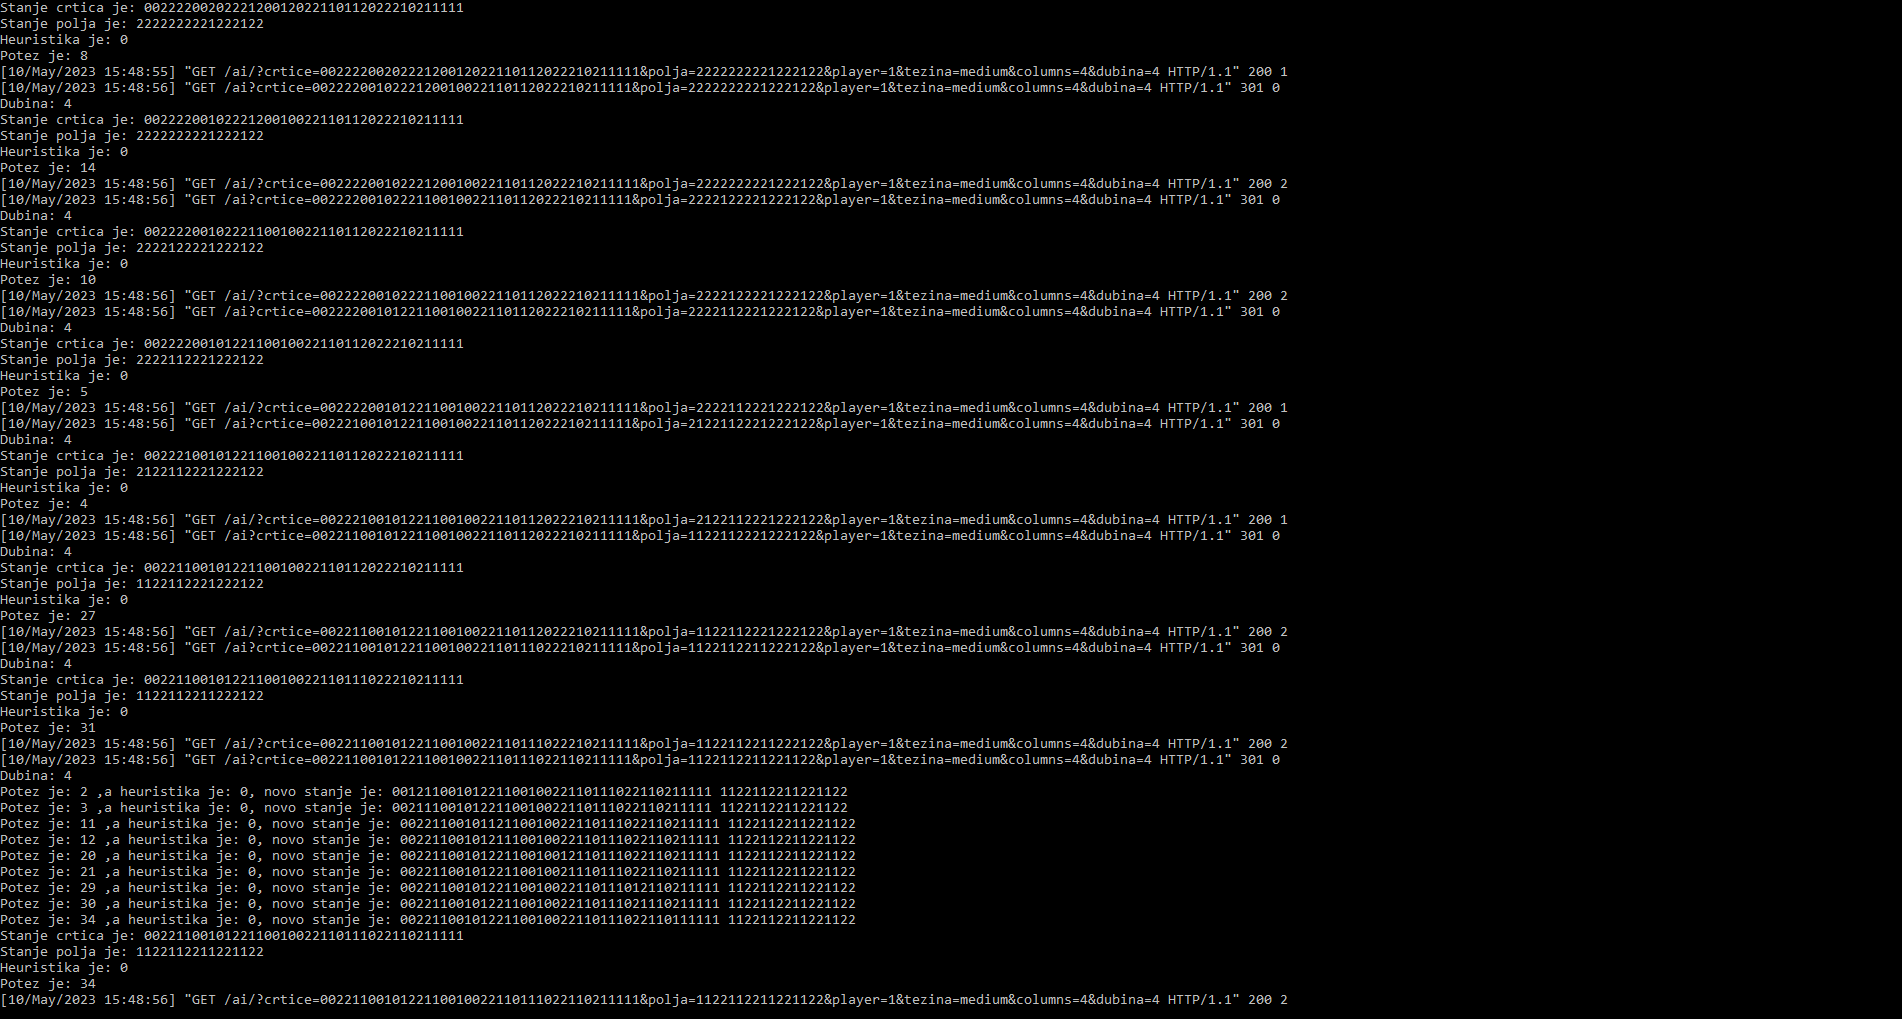 Stanje crtica je: 0022220020222120012022110112022210211111
Stanje polja je: 2222222221222122
Heuristika je: 0
Potez je: 8
[10/May/2023 15:48:55] "GET /ai/?crtice=0022220020222120012022110112022210211111&polja=2222222221222122&player=1&tezina=medium&columns=4&dubina=4 HTTP/1.1" 200 1
[10/May/2023 15:48:56] "GET /ai?crtice=0022220010222120010022110112022210211111&polja=2222222221222122&player=1&tezina=medium&columns=4&dubina=4 HTTP/1.1" 301 0
Dubina: 4
Stanje crtica je: 0022220010222120010022110112022210211111
Stanje polja je: 2222222221222122
Heuristika je: 0
Potez je: 14
[10/May/2023 15:48:56] "GET /ai/?crtice=0022220010222120010022110112022210211111&polja=2222222221222122&player=1&tezina=medium&columns=4&dubina=4 HTTP/1.1" 200 2
[10/May/2023 15:48:56] "GET /ai?crtice=0022220010222110010022110112022210211111&polja=2222122221222122&player=1&tezina=medium&columns=4&dubina=4 HTTP/1.1" 301 0
Dubina: 4
Stanje crtica je: 0022220010222110010022110112022210211111
Stanje polja je: 2222122221222122
Heuristika je: 0
Potez je: 10
[10/May/2023 15:48:56] "GET /ai/?crtice=0022220010222110010022110112022210211111&polja=2222122221222122&player=1&tezina=medium&columns=4&dubina=4 HTTP/1.1" 200 2
[10/May/2023 15:48:56] "GET /ai?crtice=0022220010122110010022110112022210211111&polja=2222112221222122&player=1&tezina=medium&columns=4&dubina=4 HTTP/1.1" 301 0
Dubina: 4
Stanje crtica je: 0022220010122110010022110112022210211111
Stanje polja je: 2222112221222122
Heuristika je: 0
Potez je: 5
[10/May/2023 15:48:56] "GET /ai/?crtice=0022220010122110010022110112022210211111&polja=2222112221222122&player=1&tezina=medium&columns=4&dubina=4 HTTP/1.1" 200 1
[10/May/2023 15:48:56] "GET /ai?crtice=0022210010122110010022110112022210211111&polja=2122112221222122&player=1&tezina=medium&columns=4&dubina=4 HTTP/1.1" 301 0
Dubina: 4
Stanje crtica je: 0022210010122110010022110112022210211111
Stanje polja je: 2122112221222122
Heuristika je: 0
Potez je: 4
[10/May/2023 15:48:56] "GET /ai/?crtice=0022210010122110010022110112022210211111&polja=2122112221222122&player=1&tezina=medium&columns=4&dubina=4 HTTP/1.1" 200 1
[10/May/2023 15:48:56] "GET /ai?crtice=0022110010122110010022110112022210211111&polja=1122112221222122&player=1&tezina=medium&columns=4&dubina=4 HTTP/1.1" 301 0
Dubina: 4
Stanje crtica je: 0022110010122110010022110112022210211111
Stanje polja je: 1122112221222122
Heuristika je: 0
Potez je: 27
[10/May/2023 15:48:56] "GET /ai/?crtice=0022110010122110010022110112022210211111&polja=1122112221222122&player=1&tezina=medium&columns=4&dubina=4 HTTP/1.1" 200 2
[10/May/2023 15:48:56] "GET /ai?crtice=0022110010122110010022110111022210211111&polja=1122112211222122&player=1&tezina=medium&columns=4&dubina=4 HTTP/1.1" 301 0
Dubina: 4
Stanje crtica je: 0022110010122110010022110111022210211111
Stanje polja je: 1122112211222122
Heuristika je: 0
Potez je: 31
[10/May/2023 15:48:56] "GET /ai/?crtice=0022110010122110010022110111022210211111&polja=1122112211222122&player=1&tezina=medium&columns=4&dubina=4 HTTP/1.1" 200 2
[10/May/2023 15:48:56] "GET /ai?crtice=0022110010122110010022110111022110211111&polja=1122112211221122&player=1&tezina=medium&columns=4&dubina=4 HTTP/1.1" 301 0
Dubina: 4
Potez je: 2 ,a heuristika je: 0, novo stanje je: 0012110010122110010022110111022110211111 1122112211221122
Potez je: 3 ,a heuristika je: 0, novo stanje je: 0021110010122110010022110111022110211111 1122112211221122
Potez je: 11 ,a heuristika je: 0, novo stanje je: 0022110010112110010022110111022110211111 1122112211221122
Potez je: 12 ,a heuristika je: 0, novo stanje je: 0022110010121110010022110111022110211111 1122112211221122
Potez je: 20 ,a heuristika je: 0, novo stanje je: 0022110010122110010012110111022110211111 1122112211221122
Potez je: 21 ,a heuristika je: 0, novo stanje je: 0022110010122110010021110111022110211111 1122112211221122
Potez je: 29 ,a heuristika je: 0, novo stanje je: 0022110010122110010022110111012110211111 1122112211221122
Potez je: 30 ,a heuristika je: 0, novo stanje je: 0022110010122110010022110111021110211111 1122112211221122
Potez je: 34 ,a heuristika je: 0, novo stanje je: 0022110010122110010022110111022110111111 1122112211221122
Stanje crtica je: 0022110010122110010022110111022110211111
Stanje polja je: 1122112211221122
Heuristika je: 0
Potez je: 34
[10/May/2023 15:48:56] "GET /ai/?crtice=0022110010122110010022110111022110211111&polja=1122112211221122&player=1&tezina=medium&columns=4&dubina=4 HTTP/1.1" 200 2